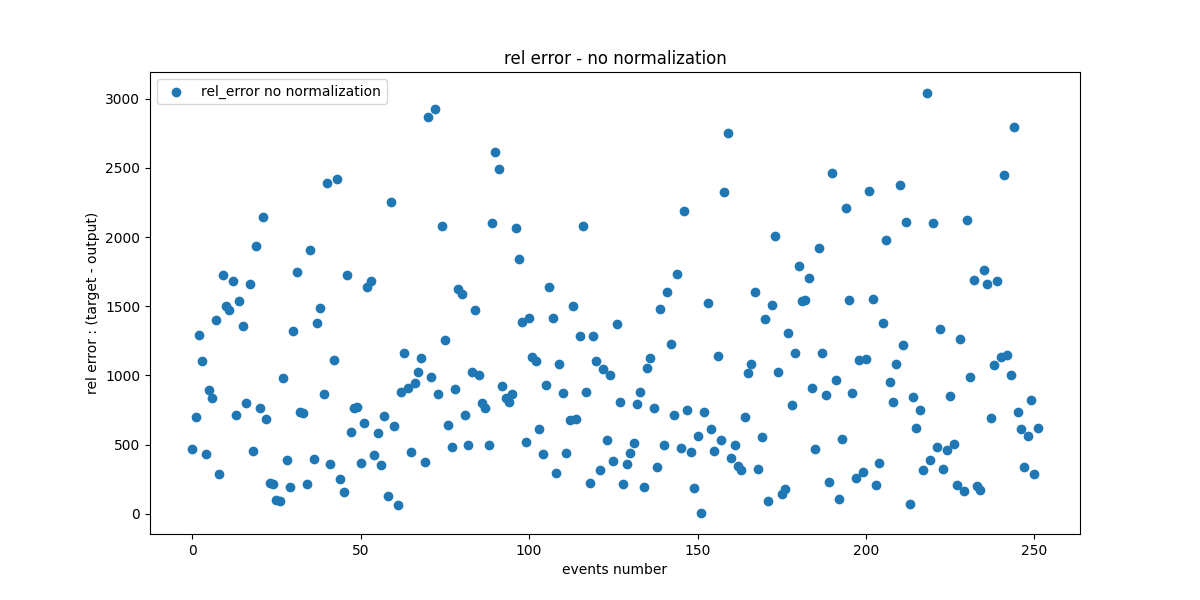 rel error - no normalization
rel_error no normalization
3000
2500
2000
1500
1000
500
0
rel error : (target - output)
0 50 100 150 200 250
events number